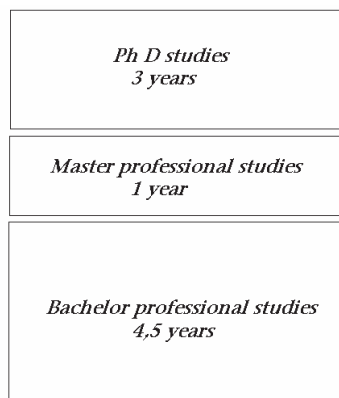 Ph D studies
3 years
Master professional studies
1 year
Bachelor professional studies
4,5 years